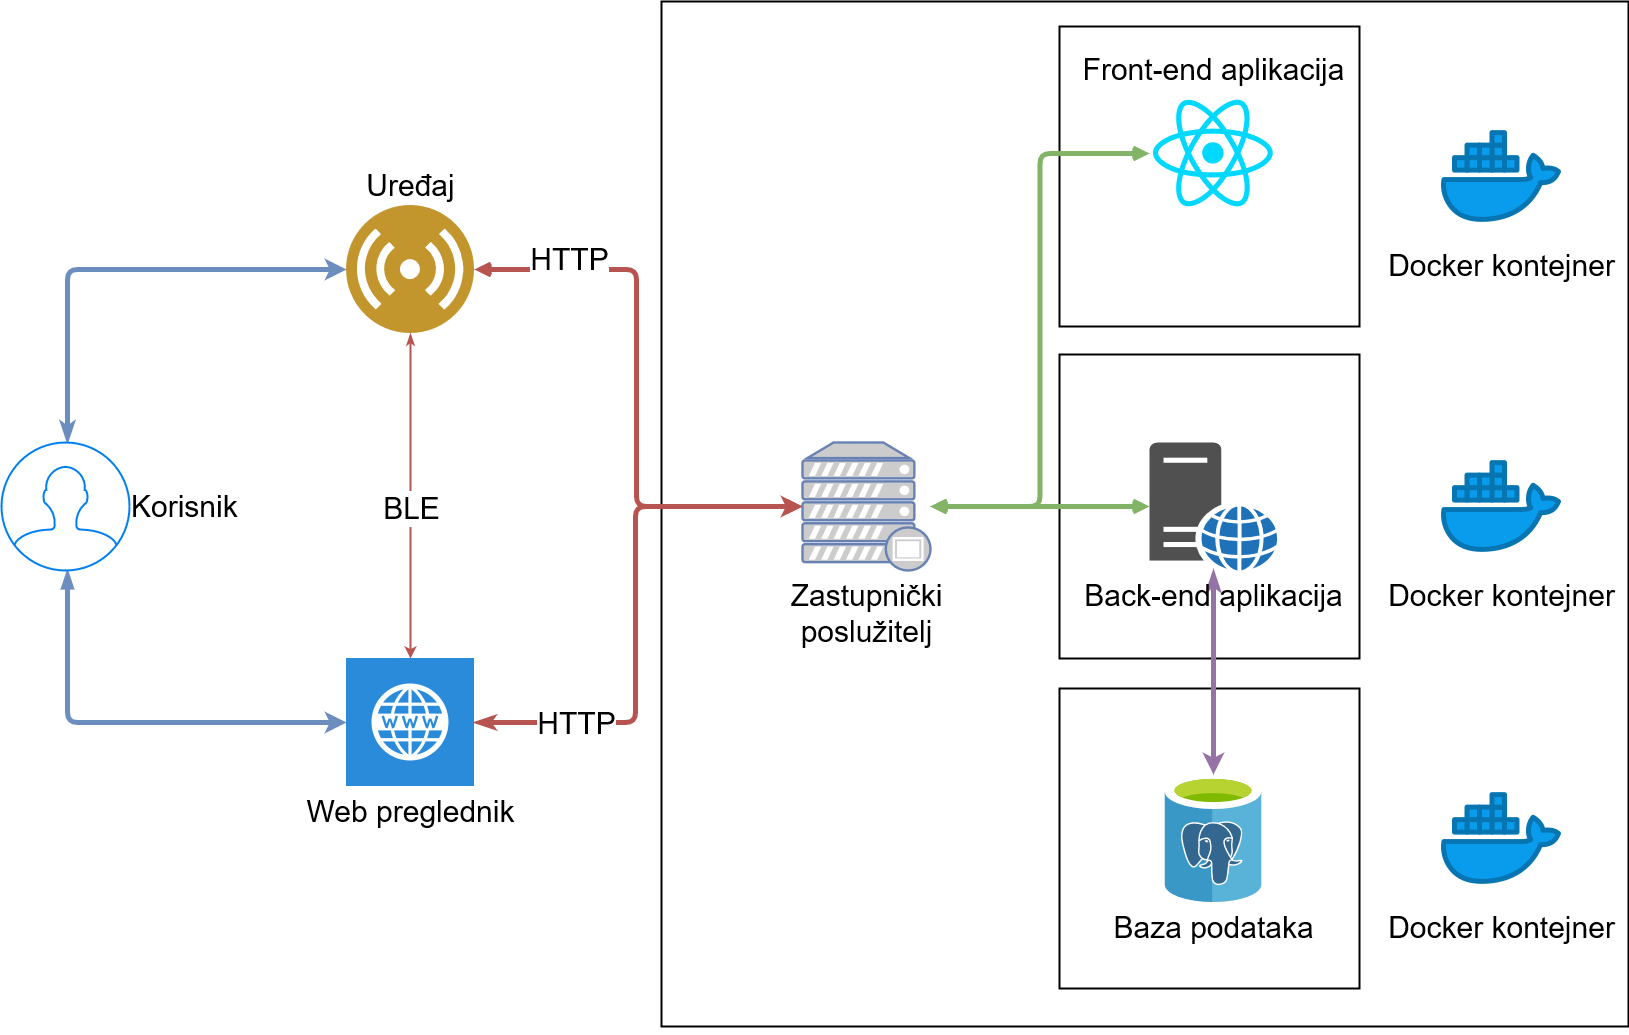 Front-end aplikacija
Uređaj
HTTP
Docker kontejner
BLE
Korisnik
Zastupnički
poslužitelj
Back-end aplikacija
Docker kontejner
WWW
HTTP
Web preglednik
Baza podataka
Docker kontejner